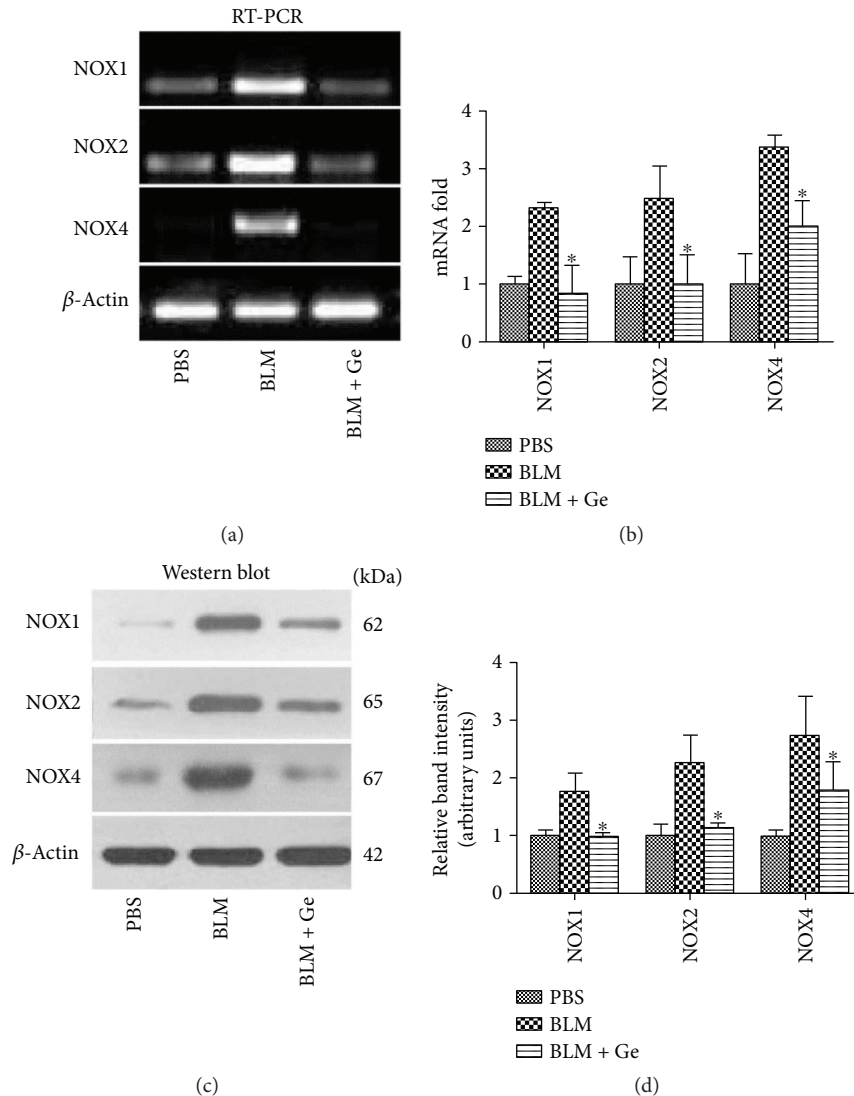 RT-PCR
NOX1
NOX2
NOX4
β-Actin
PBS
BLM
BLM + Ge
(a)
mRNA fold
4
3
2
1
0
*
*
*
NOX1
NOX2
NOX4
PBS
BLM
BLM + Ge
(b)
Western blot
(kDa)
NOX1
62
NOX2
65
NOX4
67
β-Actin
42
PBS
BLM
BLM + Ge
(c)
Relative band intensity
(arbitrary units)
4
3
2
1
0
*
*
*
NOX1
NOX2
NOX4
PBS
BLM
BLM + Ge
(d)